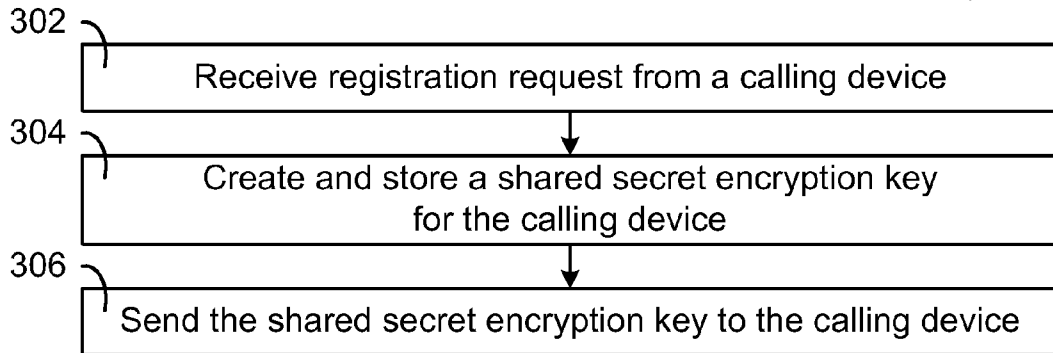 302
Receive registration request from a calling device
304
Create and store a shared secret encryption key
for the calling device
306
Send the shared secret encryption key to the calling device